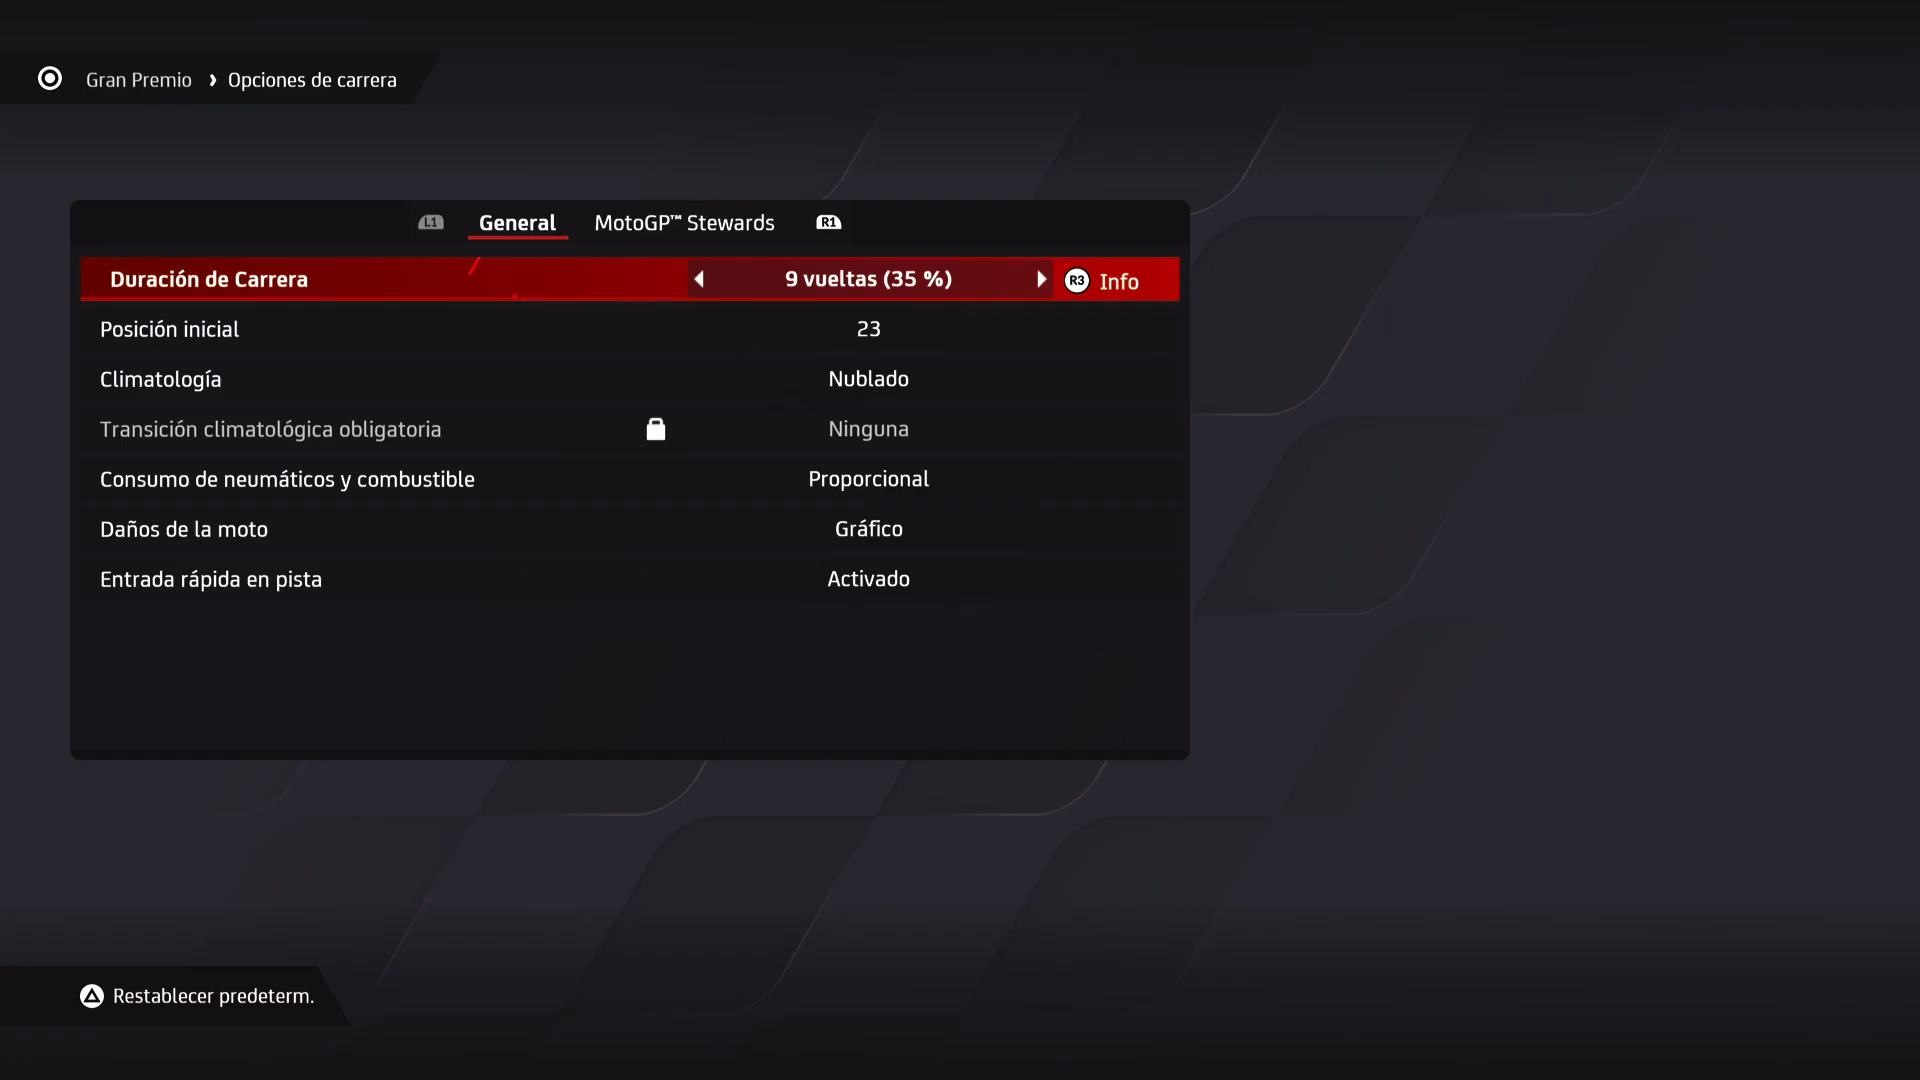 Gran Premio › Opciones de carrera
L1 General MotoGP™ Stewards R1
Duración de Carrera 9 vueltas (35 %) R3 Info
Posición inicial 23
Climatología Nublado
Transición climatológica obligatoria Ninguna
Consumo de neumáticos y combustible Proporcional
Daños de la moto Gráfico
Entrada rápida en pista Activado
Restablecer predeterm.